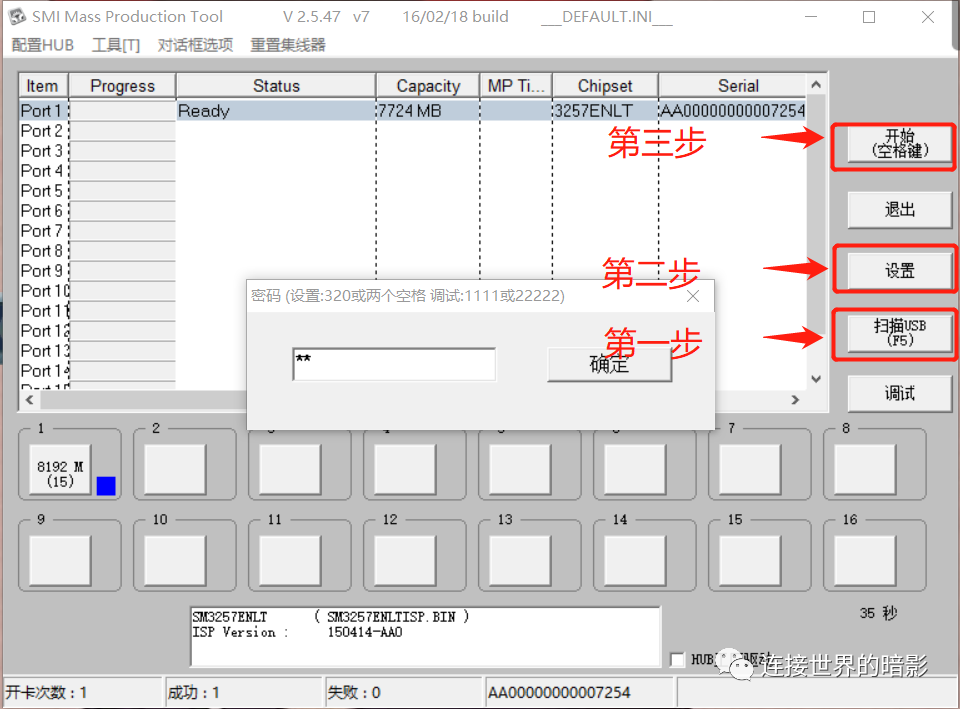 SMI Mass Production Tool V 2.5.47 v7 16/02/18 build ___DEFAULT.INI___
配置HUB 工具[T] 对话框选项 重置集线器
Item Progress Status Capacity MP Ti... Chipset Serial
Port 1 Ready 7724 MB 3257ENLT AA00000000007254
Port 2
Port 3
Port 4
Port 5
Port 6
Port 7
Port 8
Port 9
Port 10
Port 11
Port 12
Port 13
Port 14
第三步
开始
(空格键)
退出
第二步
设置
密码 (设置:320或两个空格 调试:1111或22222)
第一步
扫描USB
(F5)
**
确定
调试
1 2 7 8
8192 M
(15)
9 10 11 12 13 14 15 16
SM3257ENLT ( SM3257ENLTISP.BIN )
ISP Version : 150414-AA0
35 秒
HUB 驱动
连接世界的暗影
开卡次数 : 1 成功 : 1 失败 : 0 AA00000000007254